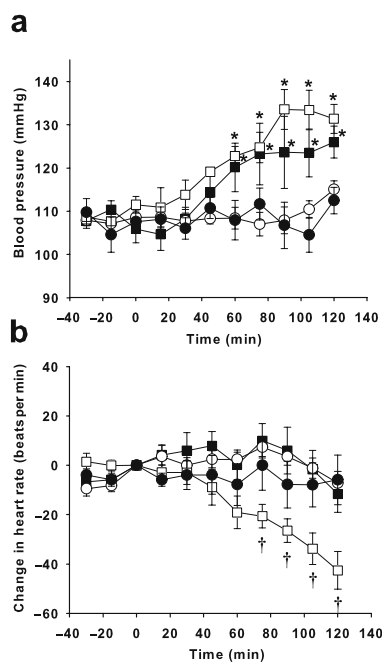 a
Blood pressure (mmHg)
140
130
120
110
100
90
* * * *
* * * * *
−40 −20 0 20 40 60 80 100 120 140
Time (min)
b
Change in heart rate (beats per min)
40
20
0
−20
−40
−60
† † † †
−40 −20 0 20 40 60 80 100 120 140
Time (min)